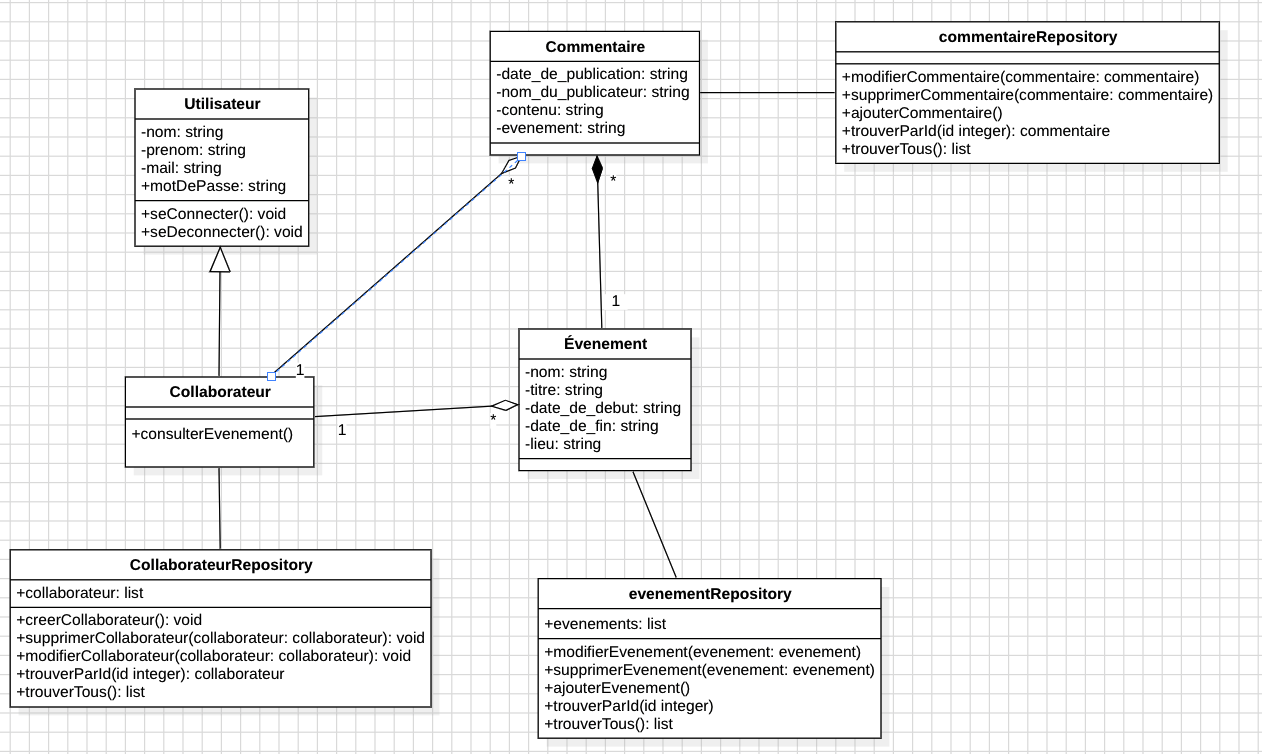 Commentaire
-date_de_publication: string
-nom_du_publicateur: string
-contenu: string
-evenement: string
commentaireRepository
+modifierCommentaire(commentaire: commentaire)
+supprimerCommentaire(commentaire: commentaire)
+ajouterCommentaire()
+trouverParId(id integer): commentaire
+trouverTous(): list
Utilisateur
-nom: string
-prenom: string
-mail: string
+motDePasse: string
+seConnecter(): void
+seDeconnecter(): void
*
*
1
1
Évenement
-nom: string
-titre: string
-date_de_debut: string
-date_de_fin: string
-lieu: string
Collaborateur
+consulterEvenement()
1
*
CollaborateurRepository
+collaborateur: list
+creerCollaborateur(): void
+supprimerCollaborateur(collaborateur: collaborateur): void
+modifierCollaborateur(collaborateur: collaborateur): void
+trouverParId(id integer): collaborateur
+trouverTous(): list
evenementRepository
+evenements: list
+modifierEvenement(evenement: evenement)
+supprimerEvenement(evenement: evenement)
+ajouterEvenement()
+trouverParId(id integer)
+trouverTous(): list